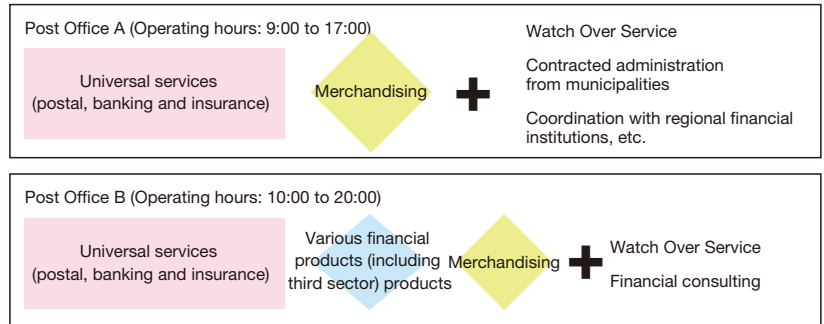 Post Office A (Operating hours: 9:00 to 17:00)
Universal services
(postal, banking and insurance)
Merchandising
+
Watch Over Service
Contracted administration
from municipalities
Coordination with regional financial
institutions, etc.
Post Office B (Operating hours: 10:00 to 20:00)
Universal services
(postal, banking and insurance)
Various financial
products (including
third sector) products
Merchandising
+
Watch Over Service
Financial consulting